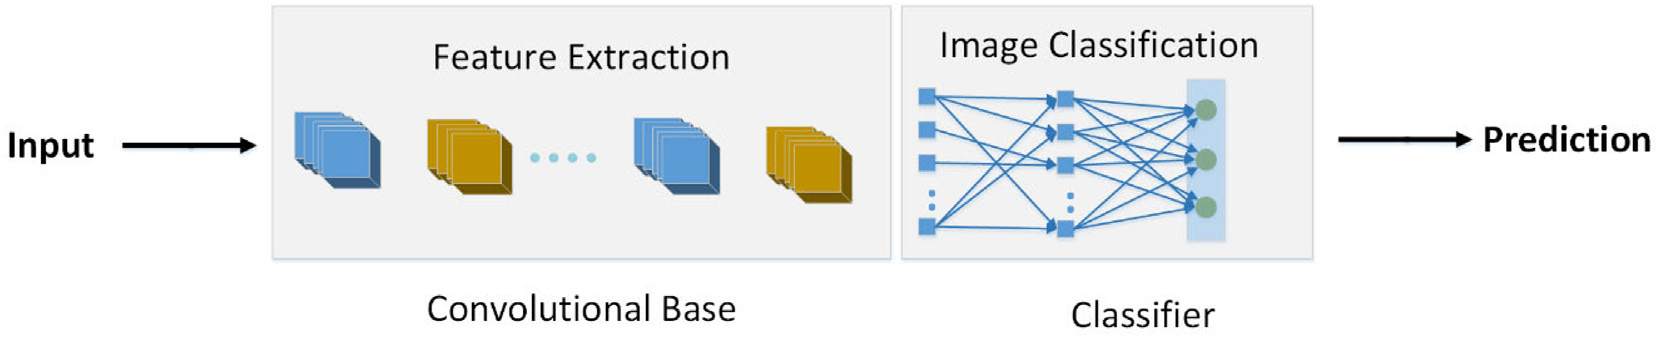 Input
Feature Extraction
Convolutional Base
Image Classification
Classifier
Prediction